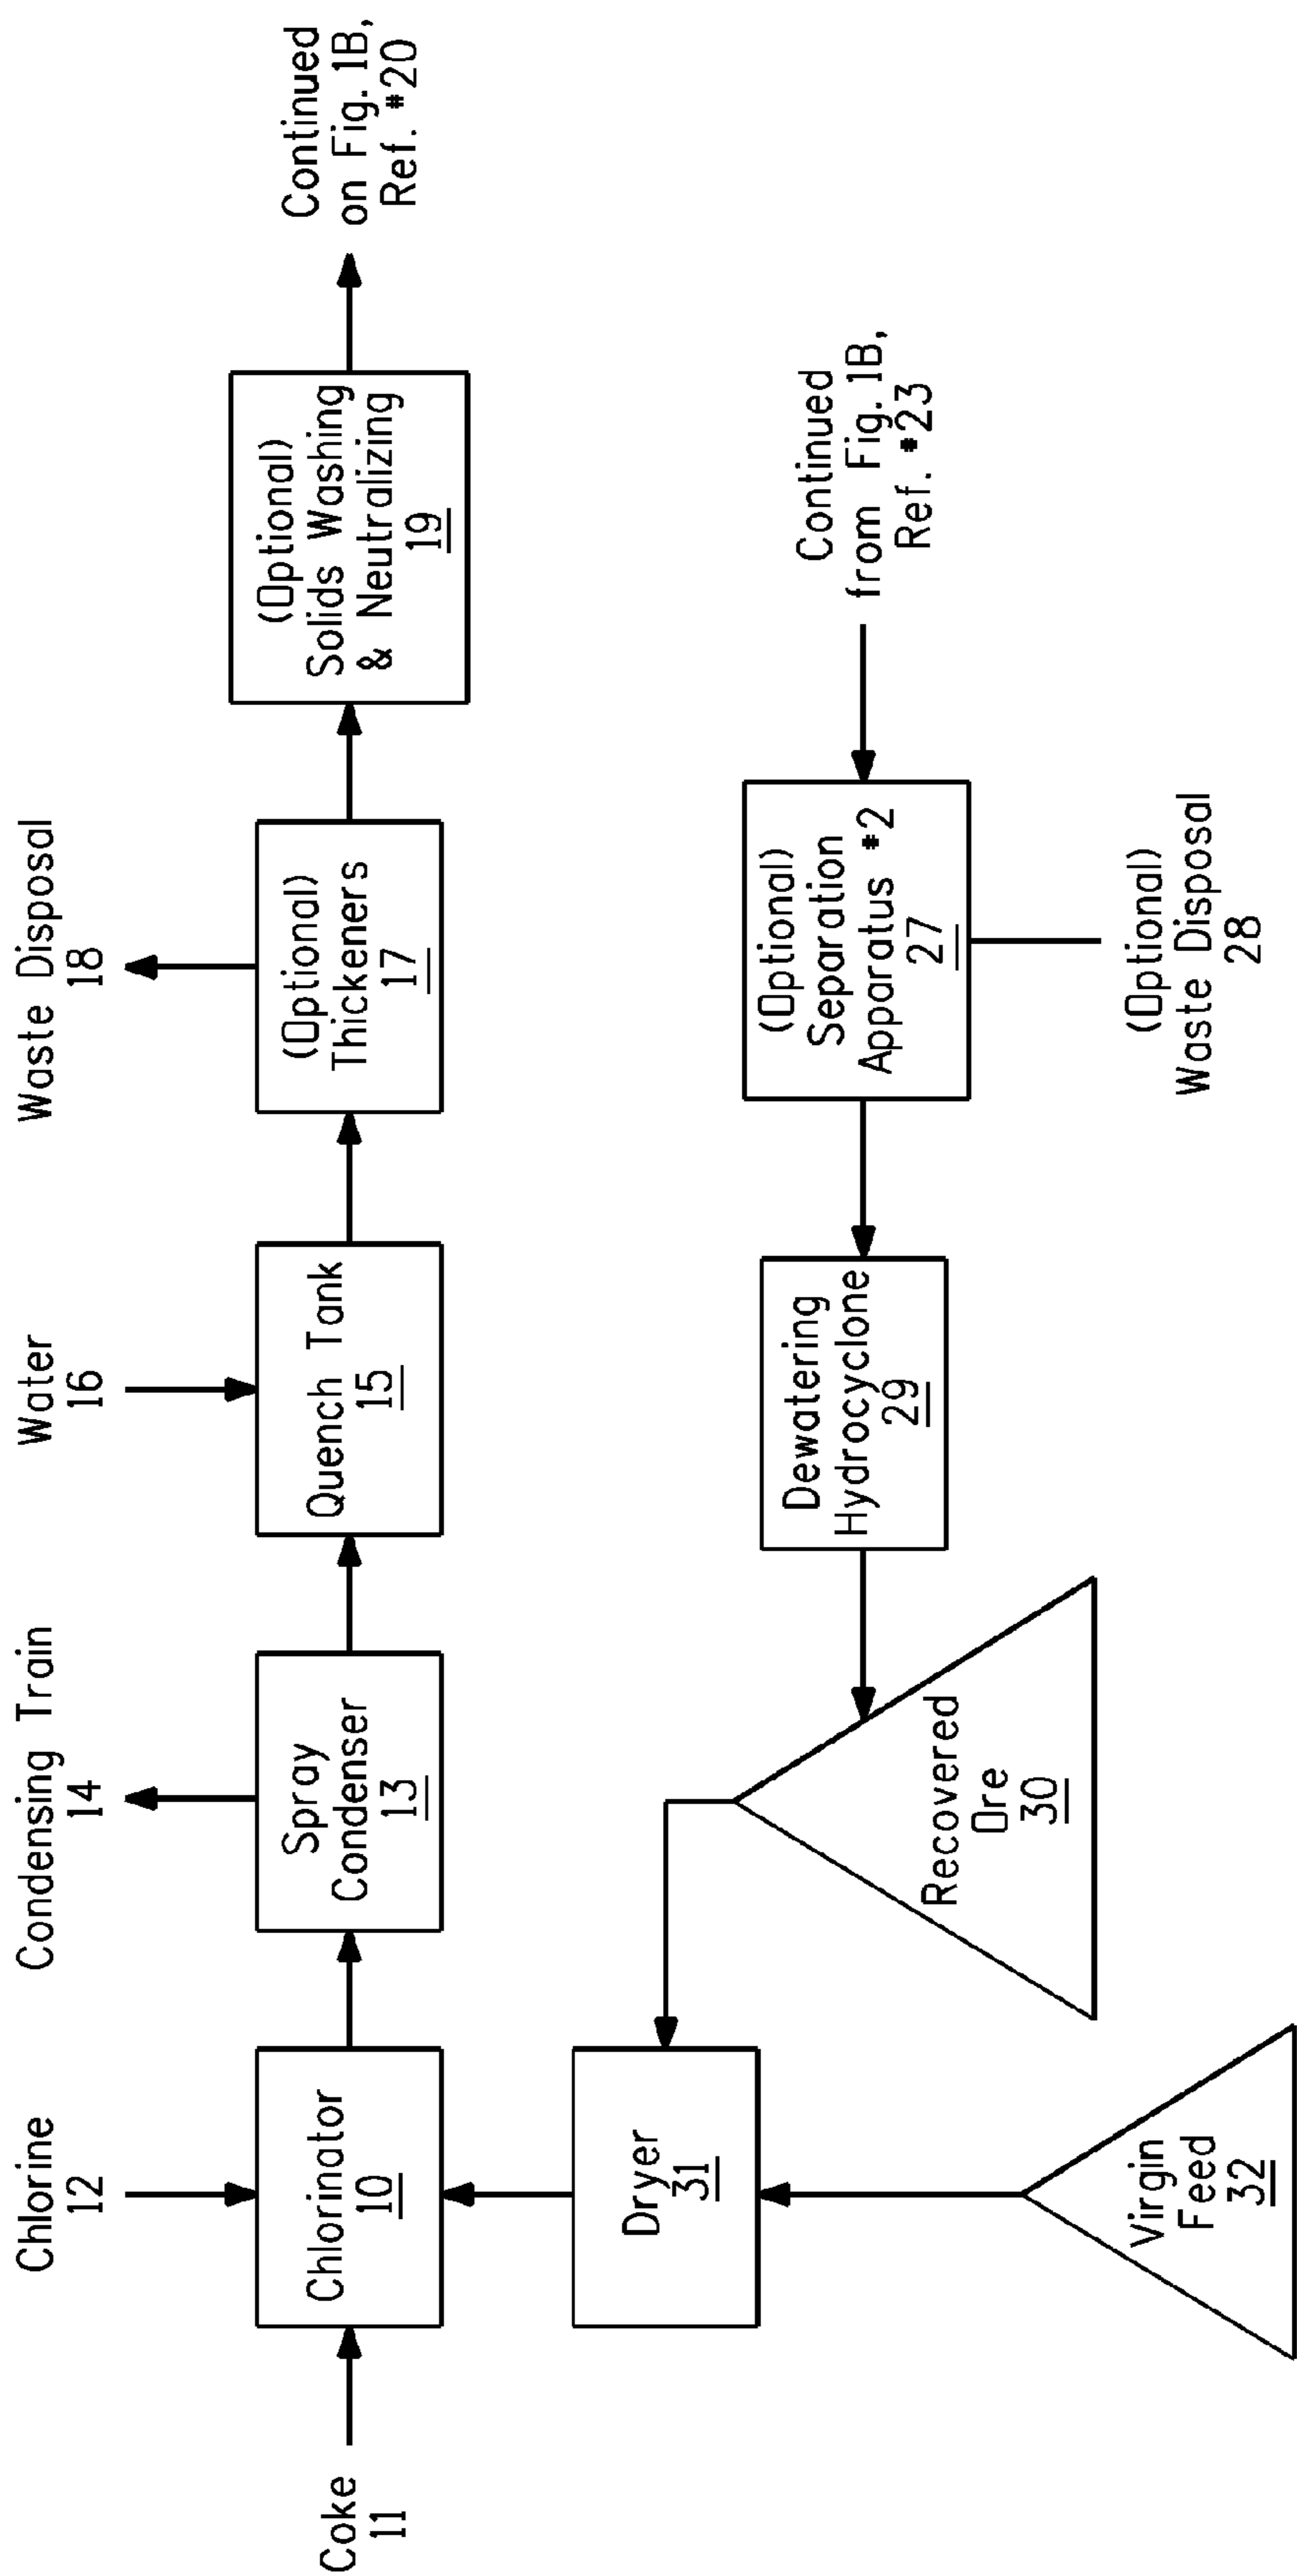 Chlorine
12
Condensing Train
14
Water
16
Waste Disposal
18
Coke
11
Chlorinator
10
Spray
Condenser
13
Quench Tank
15
(Optional)
Thickeners
17
(Optional)
Solids Washing
& Neutralizing
19
Continued
on Fig. 1B,
Ref. #20
Dryer
31
Dewatering
Hydrocyclone
29
(Optional)
Separation
Apparatus #2
27
Continued
from Fig. 1B,
Ref. #23
Recovered
Ore
30
Virgin
Feed
32
(Optional)
Waste Disposal
28